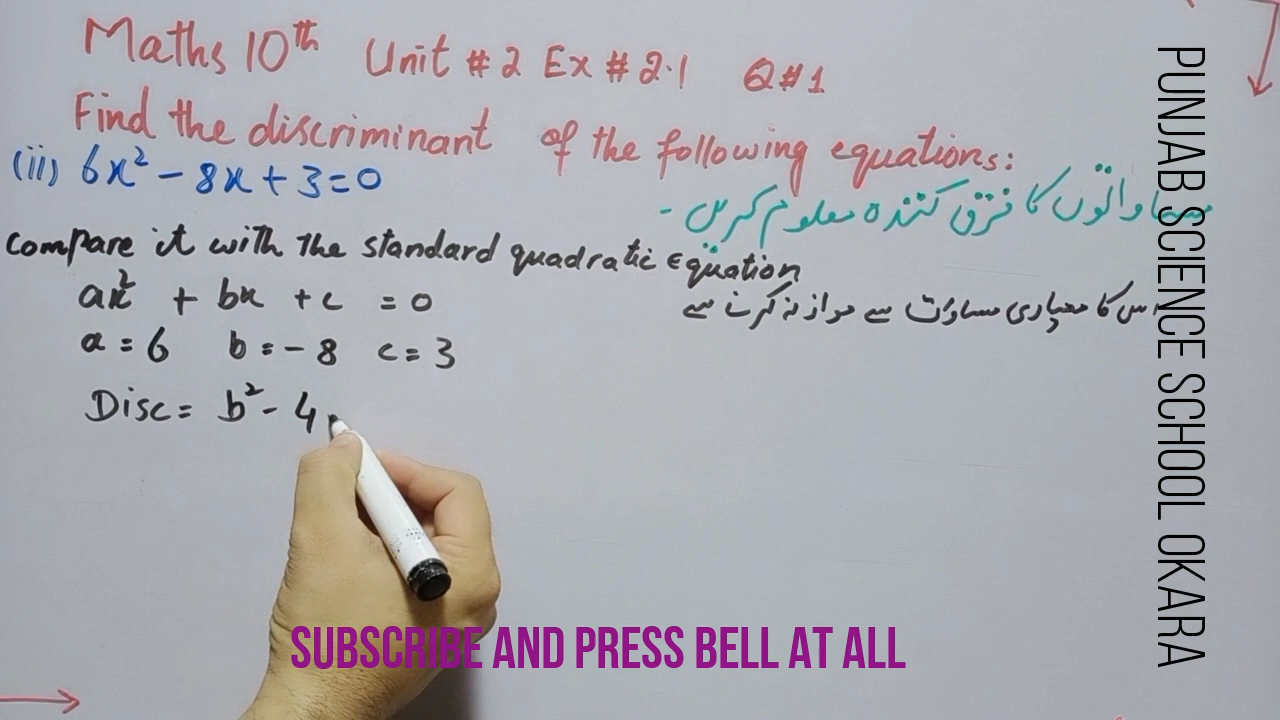 Maths 10th Unit # 2 Ex # 2.1 Q#1
Find the discriminant of the following equations:
(ii) 6x² - 8x + 3 = 0
مساواتوں کا فرق کنندہ معلوم کریں -
Compare it with the standard quadratic Equation
اس کا معیاری مساوات سے موازنہ کرنے سے
ax² + bx + c = 0
a = 6 b = - 8 c = 3
Disc = b² - 4
SUBSCRIBE AND PRESS BELL AT ALL
PUNJAB SCIENCE SCHOOL OKARA